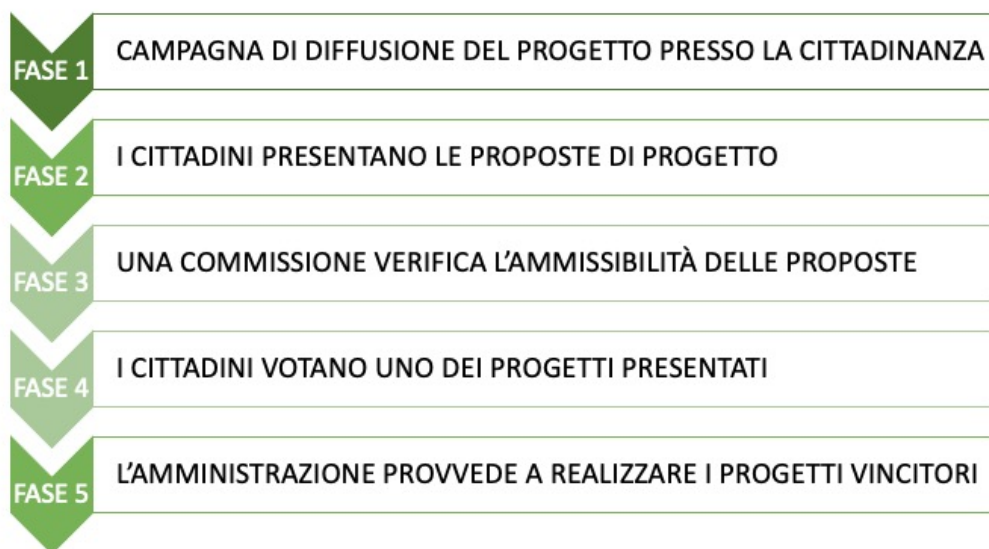 FASE 1
CAMPAGNA DI DIFFUSIONE DEL PROGETTO PRESSO LA CITTADINANZA
FASE 2
I CITTADINI PRESENTANO LE PROPOSTE DI PROGETTO
FASE 3
UNA COMMISSIONE VERIFICA L'AMMISSIBILITÀ DELLE PROPOSTE
FASE 4
I CITTADINI VOTANO UNO DEI PROGETTI PRESENTATI
FASE 5
L'AMMINISTRAZIONE PROVVEDE A REALIZZARE I PROGETTI VINCITORI